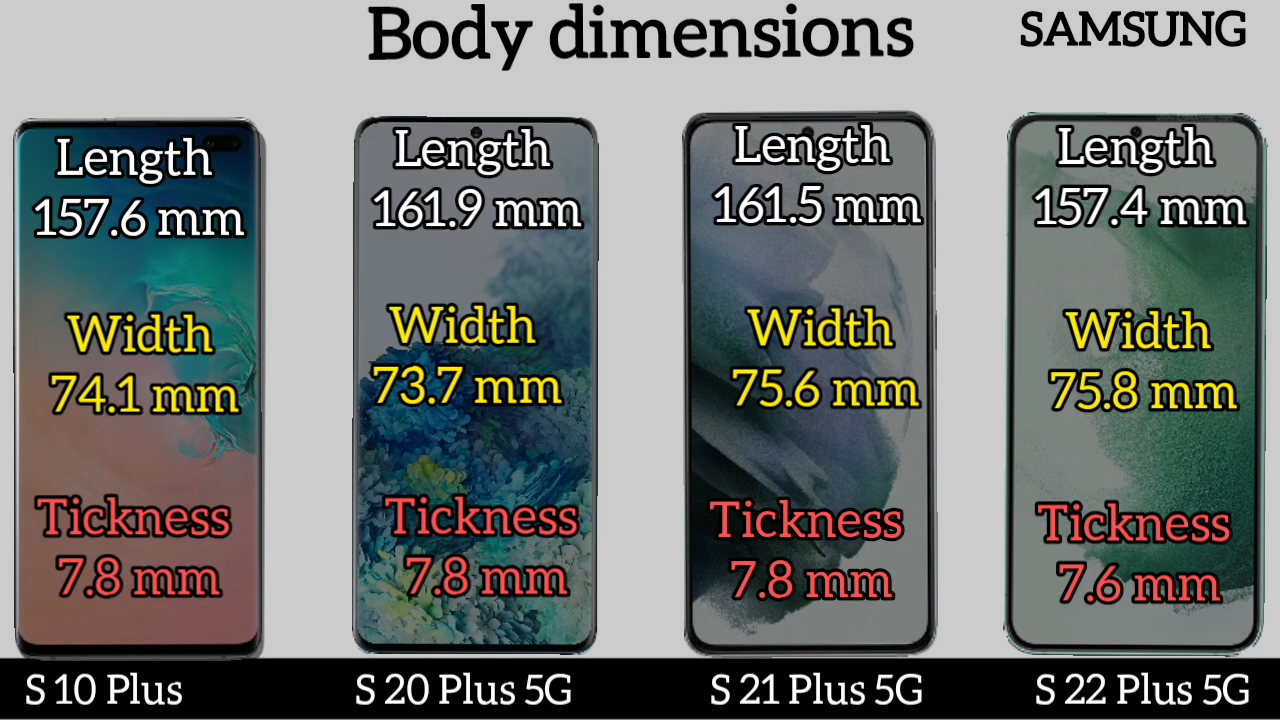 Body dimensions
SAMSUNG
Length
157.6 mm
Width
74.1 mm
Tickness
7.8 mm
S 10 Plus
Length
161.9 mm
Width
73.7 mm
Tickness
7.8 mm
S 20 Plus 5G
Length
161.5 mm
Width
75.6 mm
Tickness
7.8 mm
S 21 Plus 5G
Length
157.4 mm
Width
75.8 mm
Tickness
7.6 mm
S 22 Plus 5G